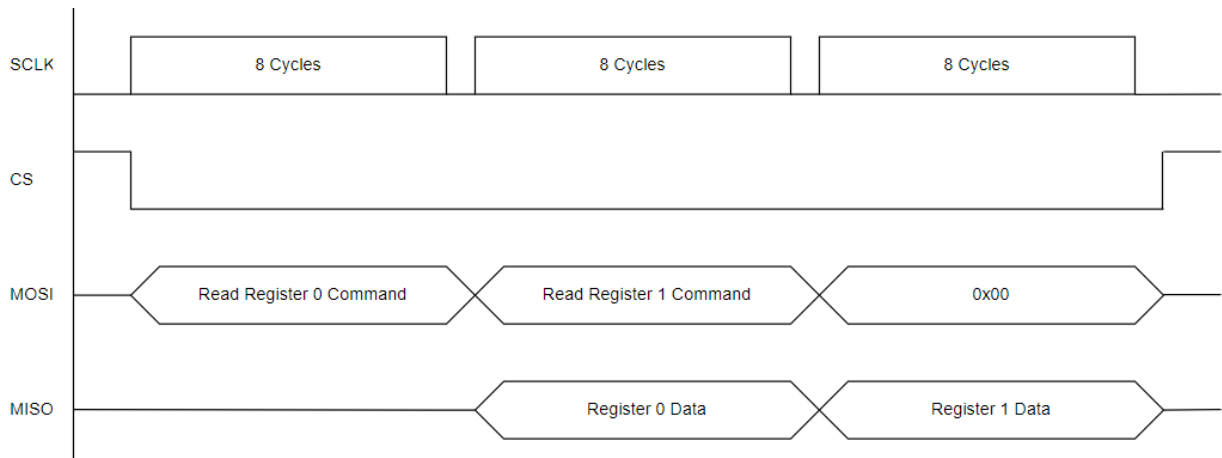 SCLK
8 Cycles
8 Cycles
8 Cycles
CS
MOSI
Read Register 0 Command
Read Register 1 Command
0x00
MISO
Register 0 Data
Register 1 Data